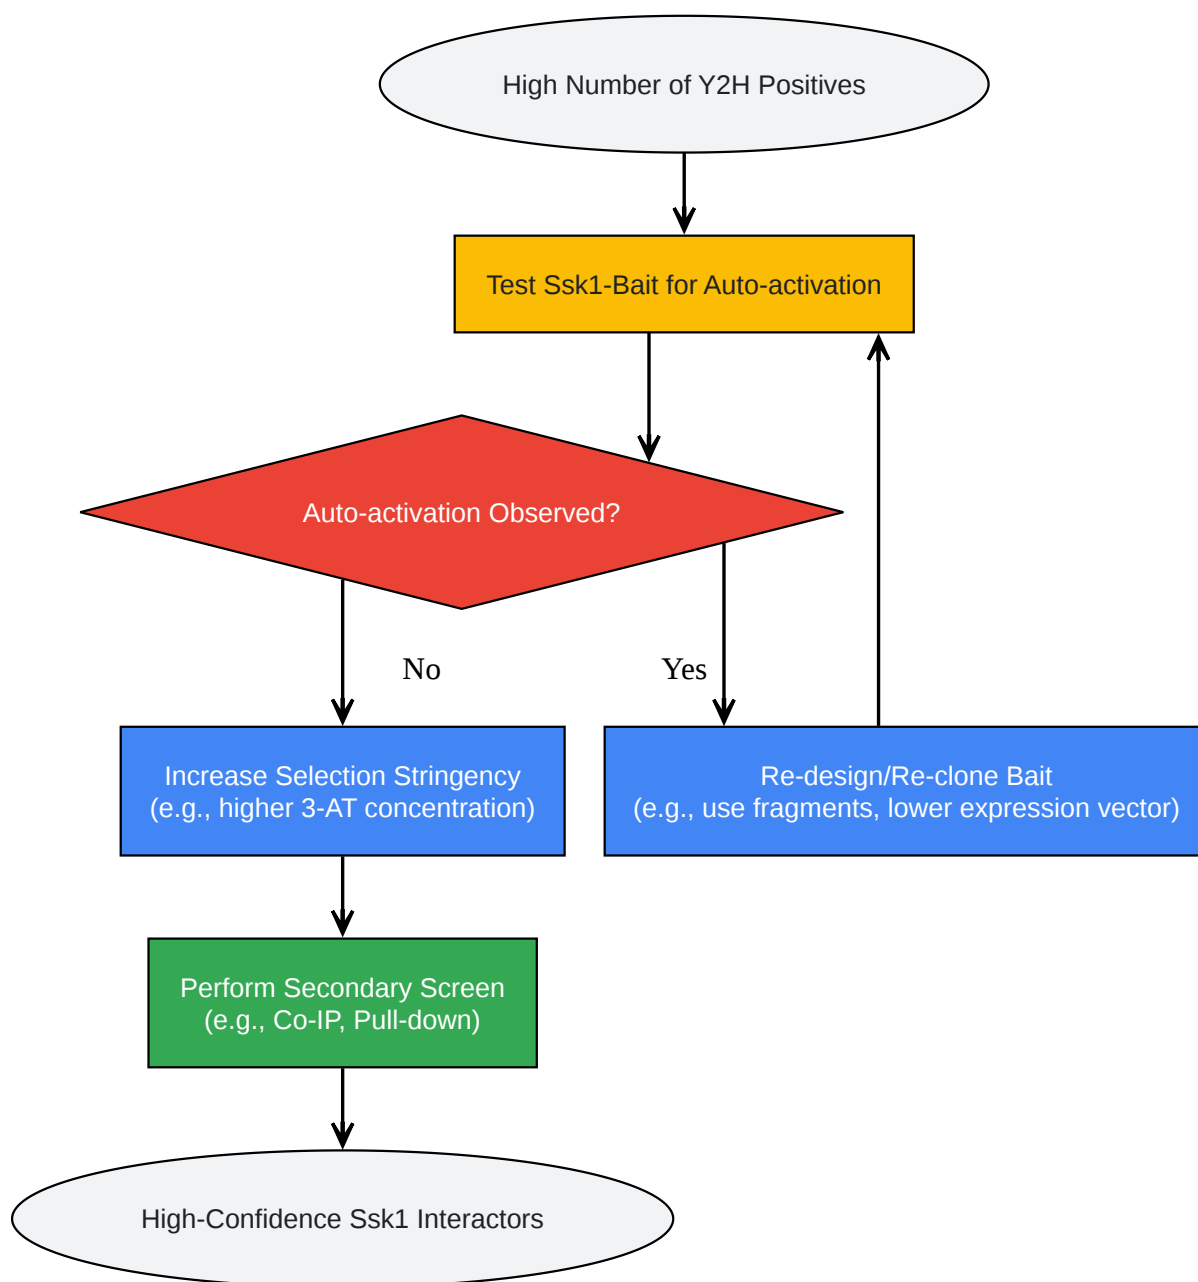 High Number of Y2H Positives
Test Ssk1-Bait for Auto-activation
Auto-activation Observed?
No
Yes
Increase Selection Stringency
(e.g., higher 3-AT concentration)
Re-design/Re-clone Bait
(e.g., use fragments, lower expression vector)
Perform Secondary Screen
(e.g., Co-IP, Pull-down)
High-Confidence Ssk1 Interactors